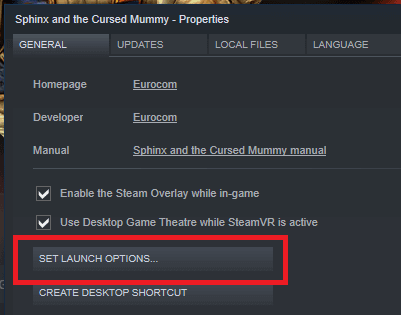 Sphinx and the Cursed Mummy - Properties
GENERAL UPDATES LOCAL FILES LANGUAGE
Homepage Eurocom
Developer Eurocom
Manual Sphinx and the Cursed Mummy manual
Enable the Steam Overlay while in-game
Use Desktop Game Theatre while SteamVR is active
SET LAUNCH OPTIONS...
CREATE DESKTOP SHORTCUT